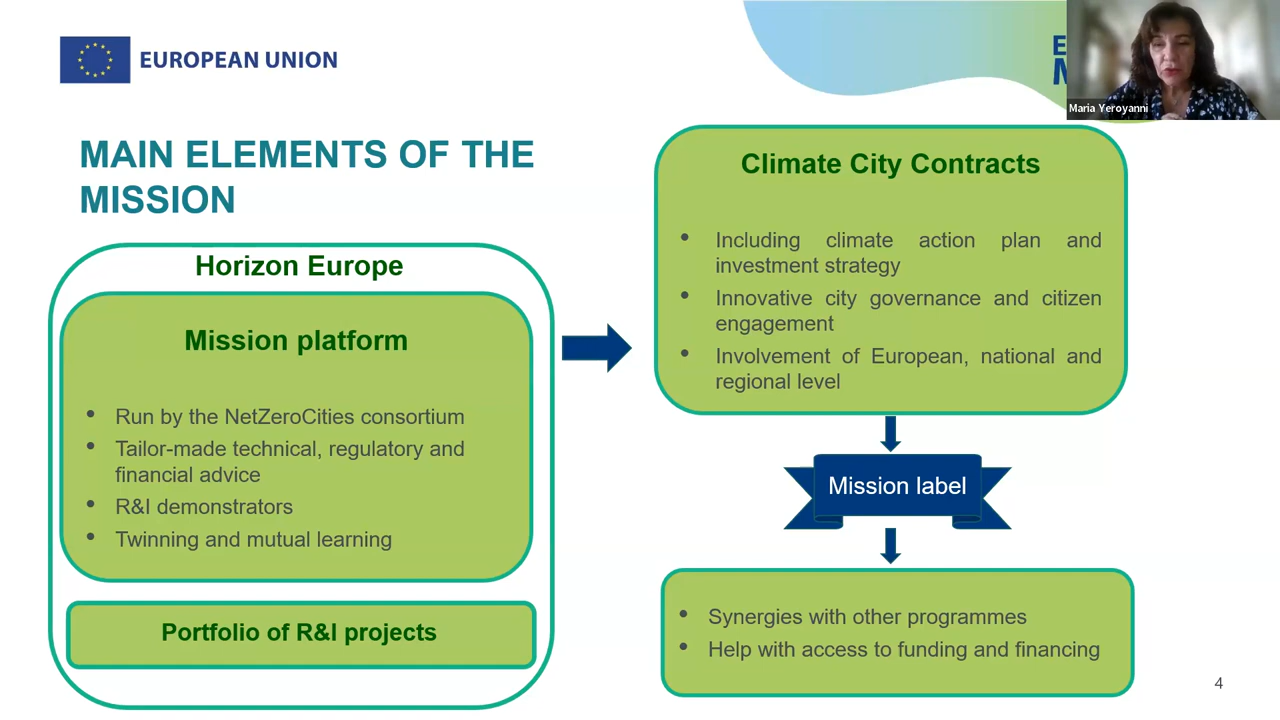 EUROPEAN UNION
Maria Yeroyanni
MAIN ELEMENTS OF THE
MISSION
Horizon Europe
Mission platform
• Run by the NetZeroCities consortium
• Tailor-made technical, regulatory and
financial advice
• R&I demonstrators
• Twinning and mutual learning
Portfolio of R&I projects
Climate City Contracts
• Including climate action plan and
investment strategy
• Innovative city governance and citizen
engagement
• Involvement of European, national and
regional level
Mission label
• Synergies with other programmes
• Help with access to funding and financing
4